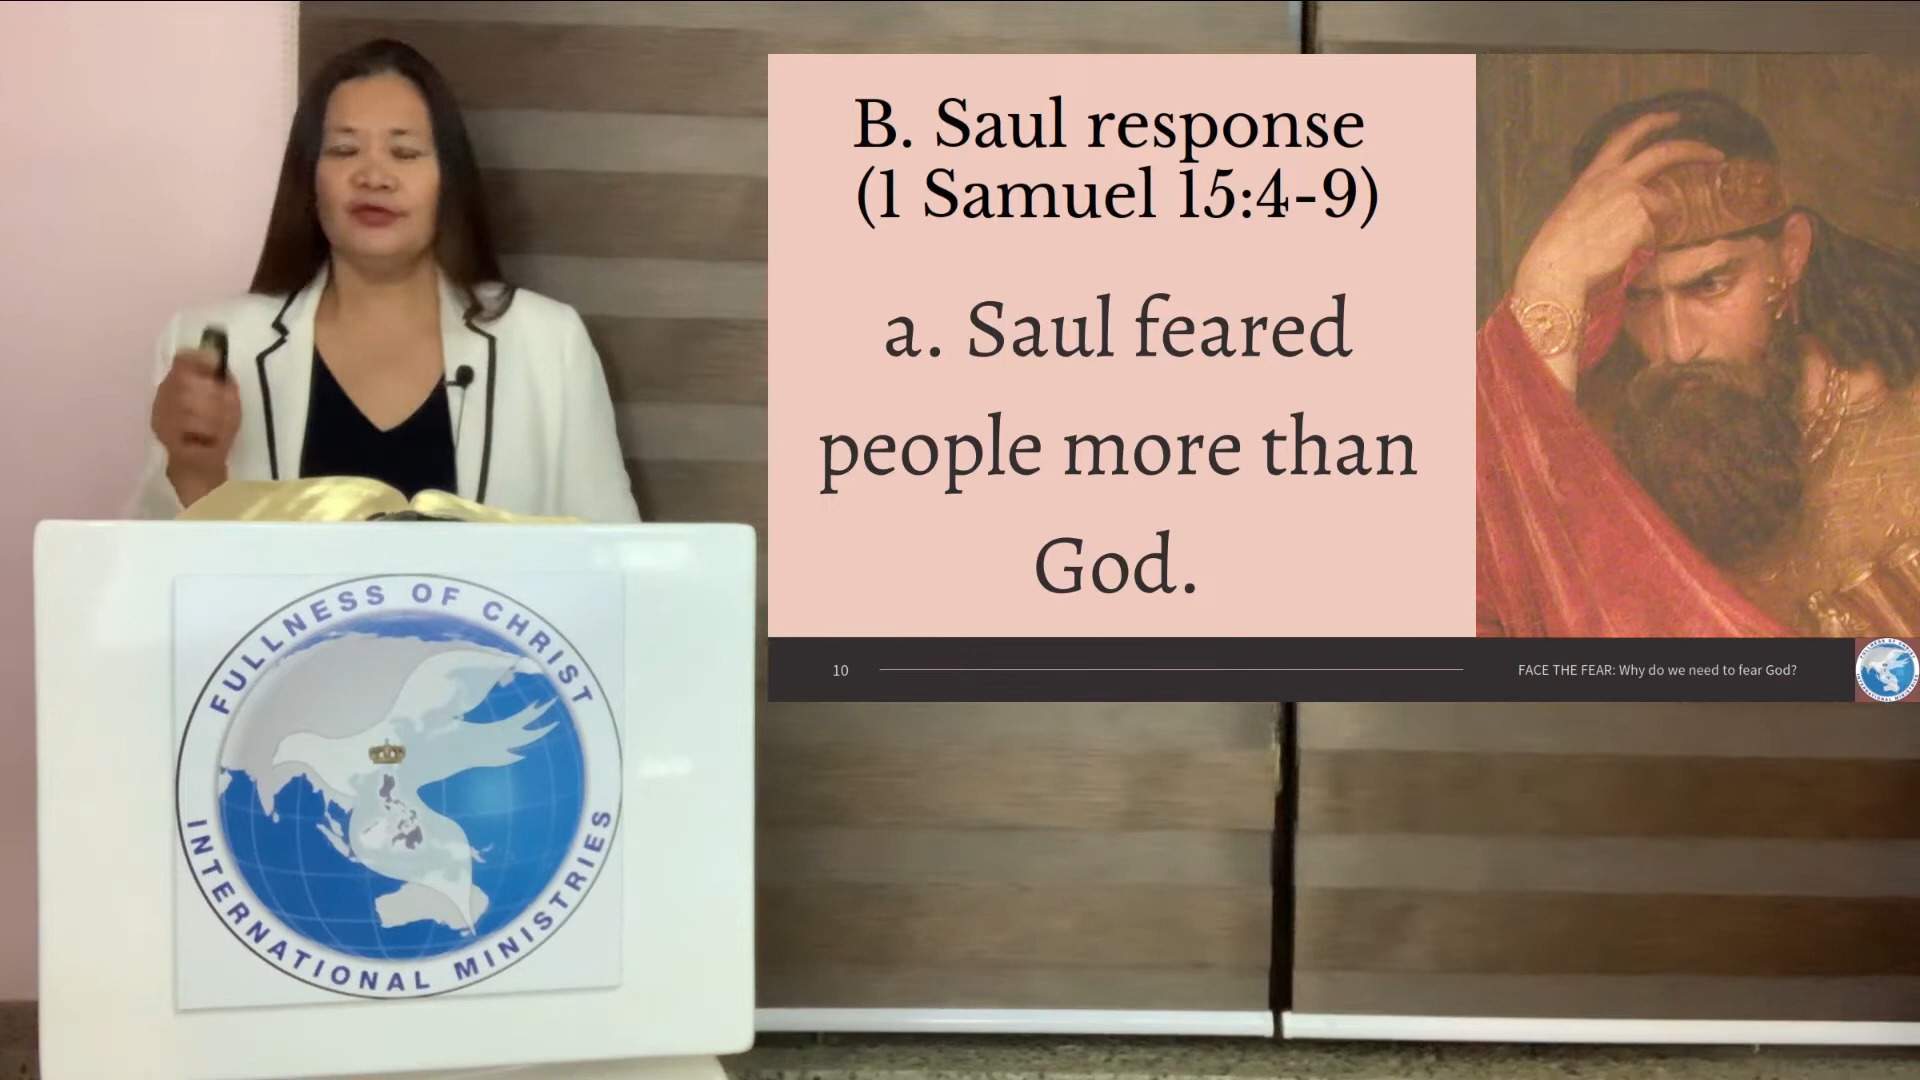 B. Saul response
(1 Samuel 15:4-9)
a. Saul feared
people more than
God.
10
FACE THE FEAR: Why do we need to fear God?
FULLNESS OF CHRIST
INTERNATIONAL MINISTRIES